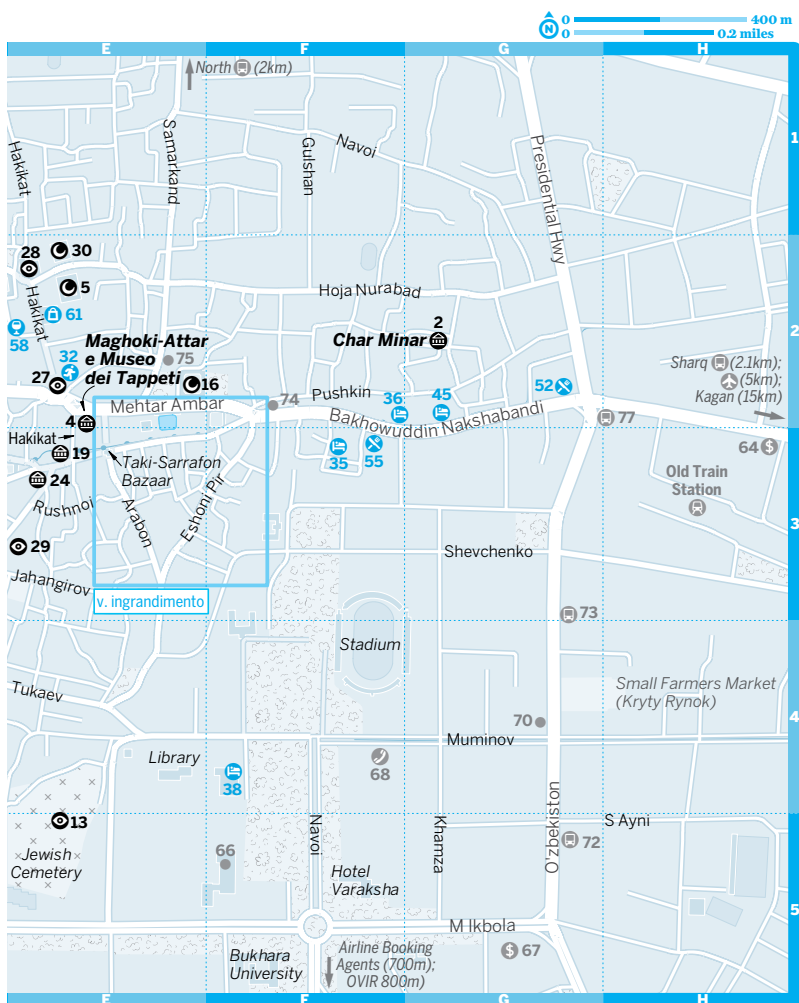 N
0 400 m
0 0.2 miles
E F G H
North (2km)
1
Hakikat
Samarkand
Gulshan
Navoi
Presidential Hwy
28
30
5
Hakikat
61
58
Hoja Nurabad
2
Char Minar
2
Maghoki-Attar
e Museo
dei Tappeti
32
75
27
16
Sharq (2.1km);
(5km);
Kagan (15km)
Mehtar Ambar
74
Pushkin
36
45
52
Bakhowuddin Nakshabandi
77
4
Hakikat
19
24
Taki-Sarrafon
Bazaar
35
55
64
Old Train
Station
Rushnoi
Arabon
Eshoni Pir
3
29
Shevchenko
Jahangirov
v. ingrandimento
73
Stadium
Tukaev
Small Farmers Market
(Kryty Rynok)
4
70
Muminov
Library
68
38
13
Jewish
Cemetery
66
Navoi
Khamza
O'zbekiston
S Ayni
72
Hotel
Varaksha
5
M Ikbola
67
Bukhara
University
Airline Booking
Agents (700m);
OVIR 800m)
E F G H